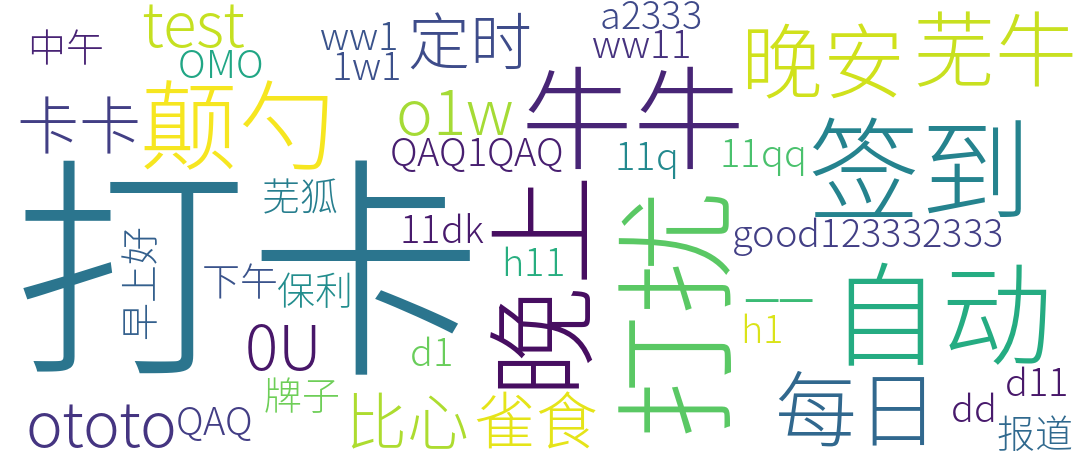 中午
test
OMO
ww1
1w1
定时
a2333
ww11
晚安
芜牛
卡卡
颠勺
o1w
牛牛
QAQ1QAQ
11q
11qq
签到
打卡
芜狐
早上好
下午
保利
11dk
h11
晚上
打扰
good123332333
一一
h1
自动
0U
d1
牌子
ototo
QAQ
比心
雀食
每日
dd
d11
报道